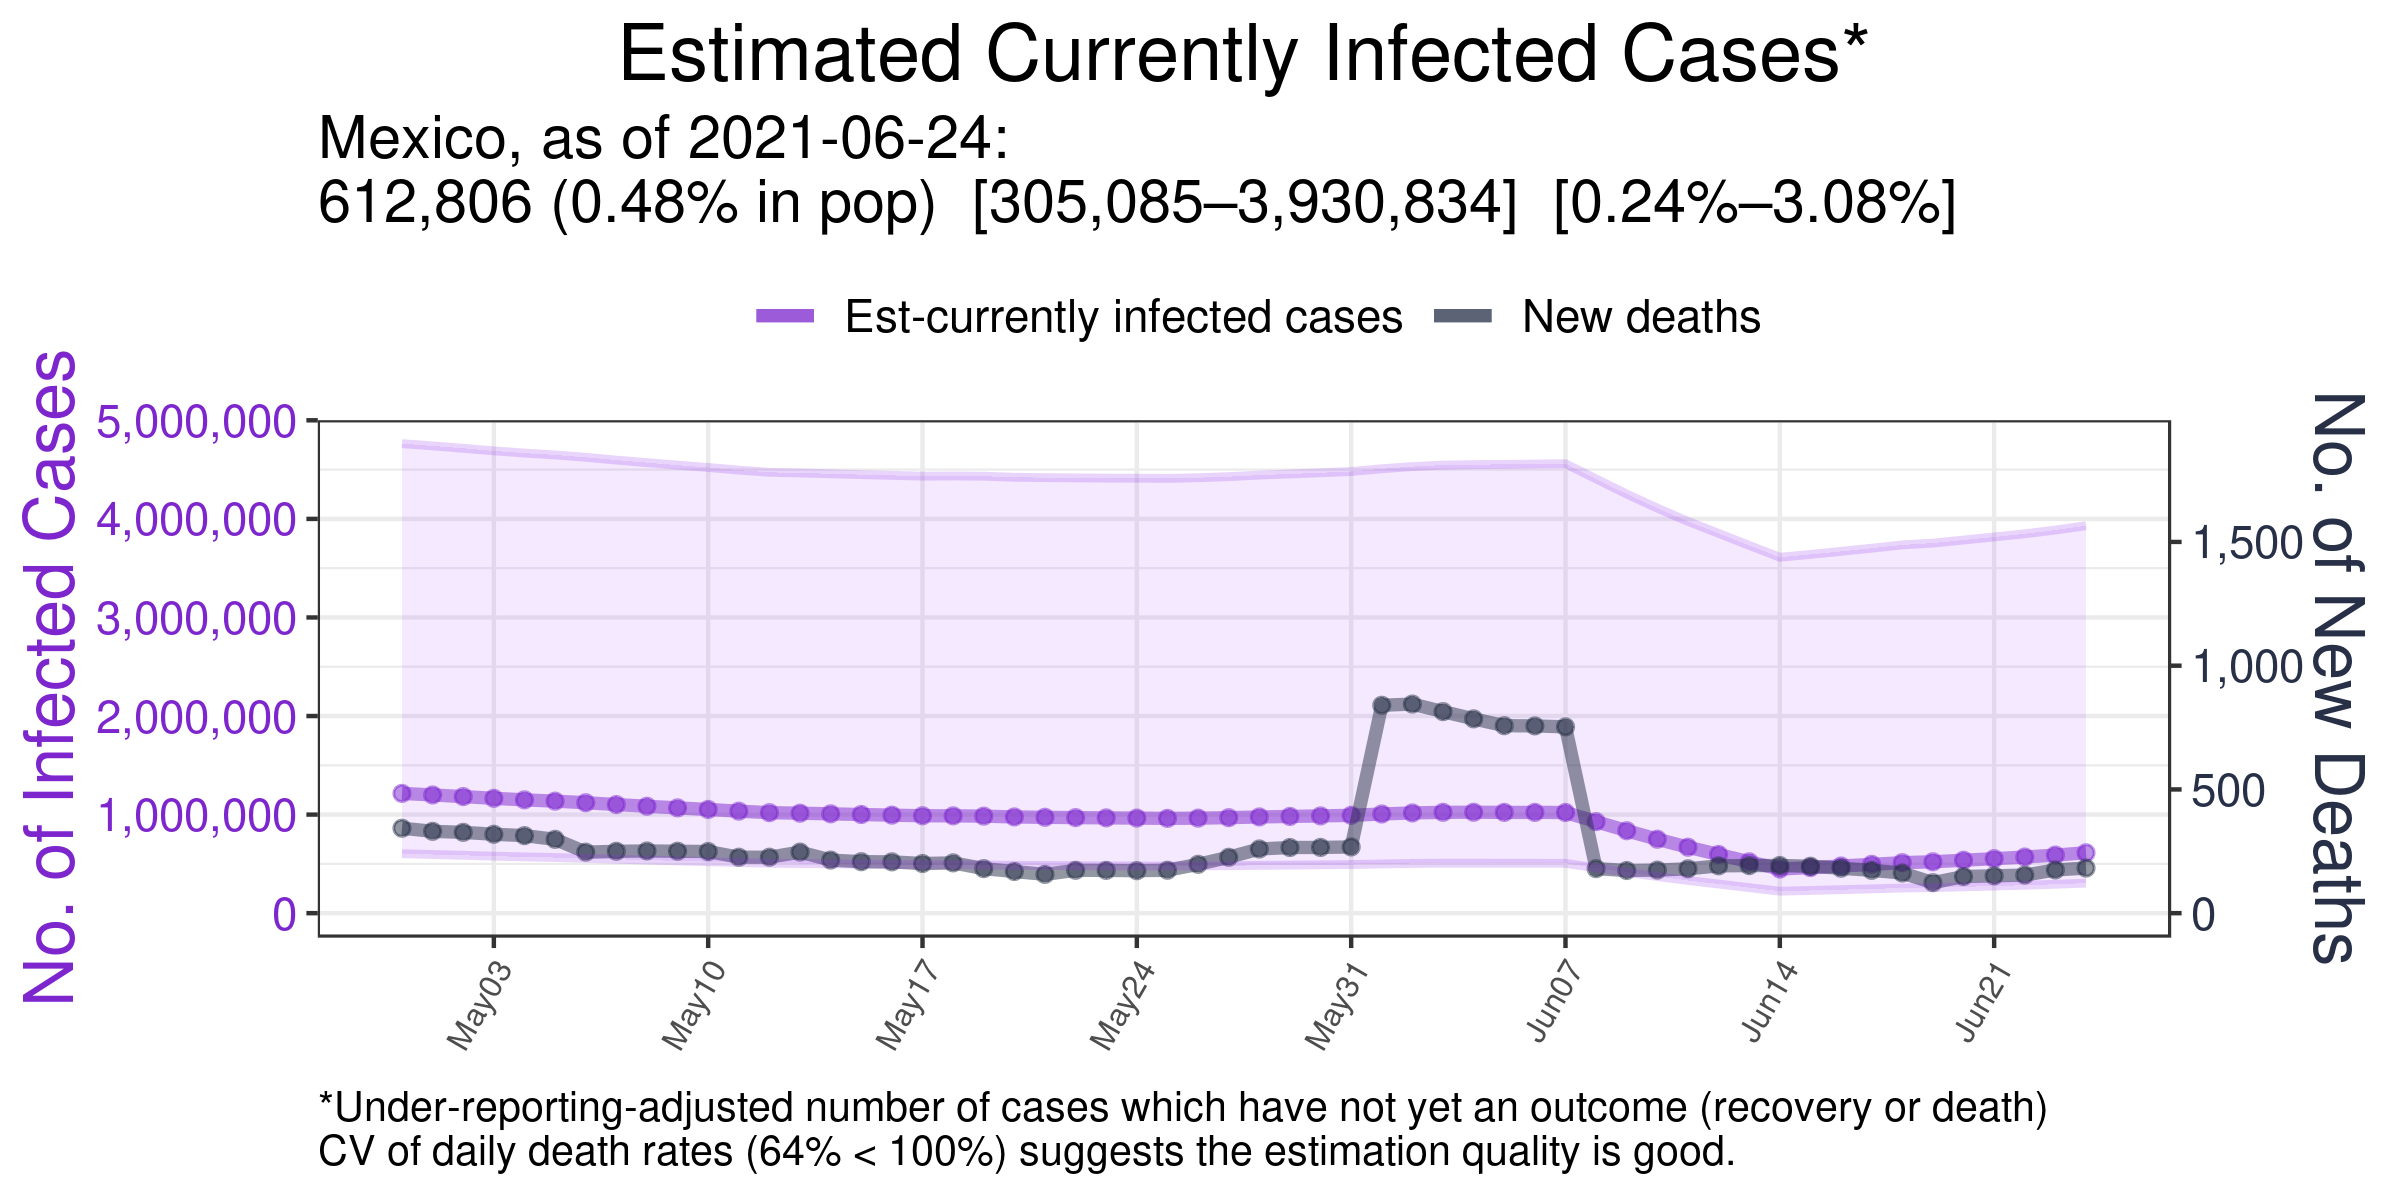 Estimated Currently Infected Cases*
Mexico, as of 2021-06-24:
612,806 (0.48% in pop)  [305,085–3,930,834]  [0.24%–3.08%]
Est-currently infected cases
New deaths
No. of Infected Cases
5,000,000
4,000,000
3,000,000
2,000,000
1,000,000
0
No. of New Deaths
1,500
1,000
500
0
May03
May10
May17
May24
May31
Jun07
Jun14
Jun21
*Under-reporting-adjusted number of cases which have not yet an outcome (recovery or death)
CV of daily death rates (64% < 100%) suggests the estimation quality is good.